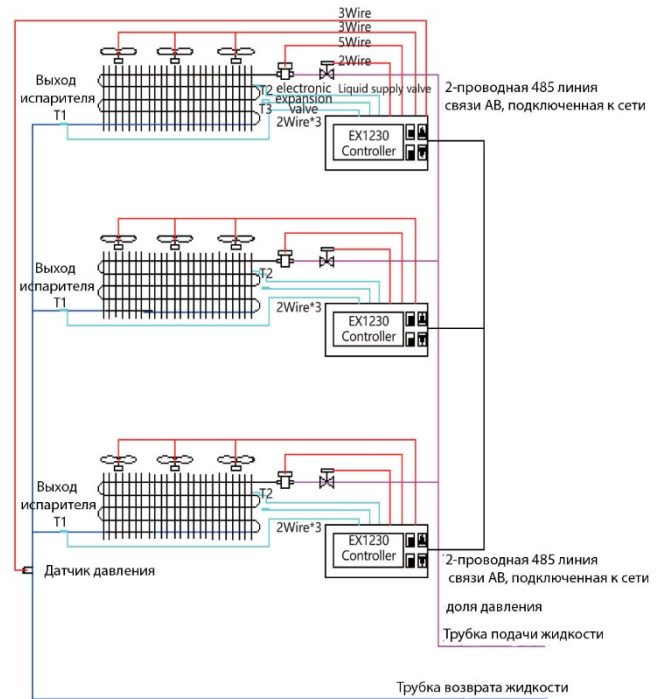 3Wire
3Wire
5Wire
2Wire
Выход
испарителя
T1
T2
electronic
expansion
valve
T3
Liquid supply valve
2Wire*3
EX1230
Controller
2-проводная 485 линия
связи AB, подключенная к сети
Выход
испарителя
T1
T2
2Wire*3
EX1230
Controller
Выход
испарителя
T1
T2
2Wire*3
EX1230
Controller
2-проводная 485 линия
связи AB, подключенная к сети
Датчик давления
доля давления
Трубка подачи жидкости
Трубка возврата жидкости